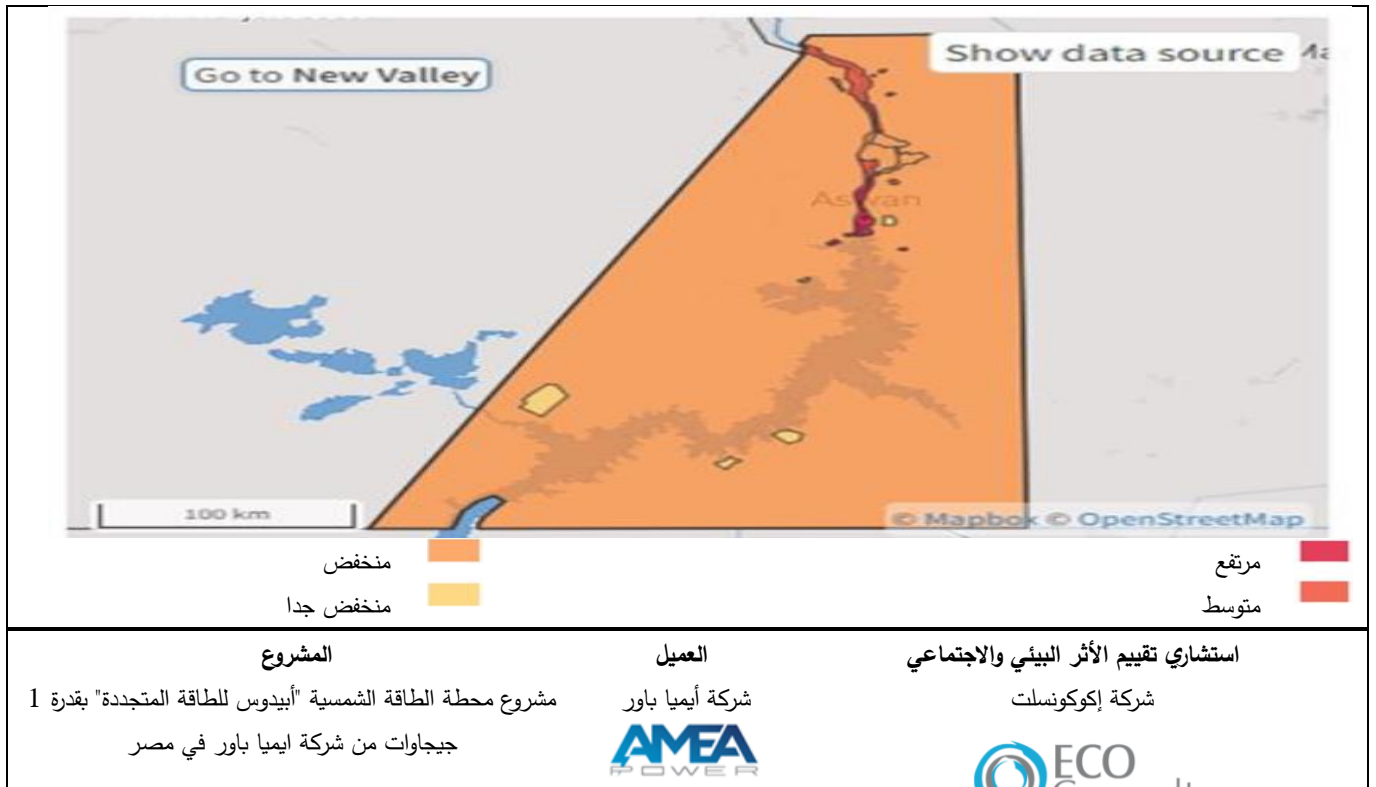 Go to New Valley
Show data source
Aswan
100 km
© Mapbox © OpenStreetMap
مرتفع
منخفض
متوسط
منخفض جدا
استشاري تقييم الأثر البيئي والاجتماعي
شركة إكوكونسلت
ECO
العميل
شركة أيميا باور
AMEA
POWER
المشروع
مشروع محطة الطاقة الشمسية "أبيدوس للطاقة المتجددة" بقدرة 1
جيجاوات من شركة ايميا باور في مصر